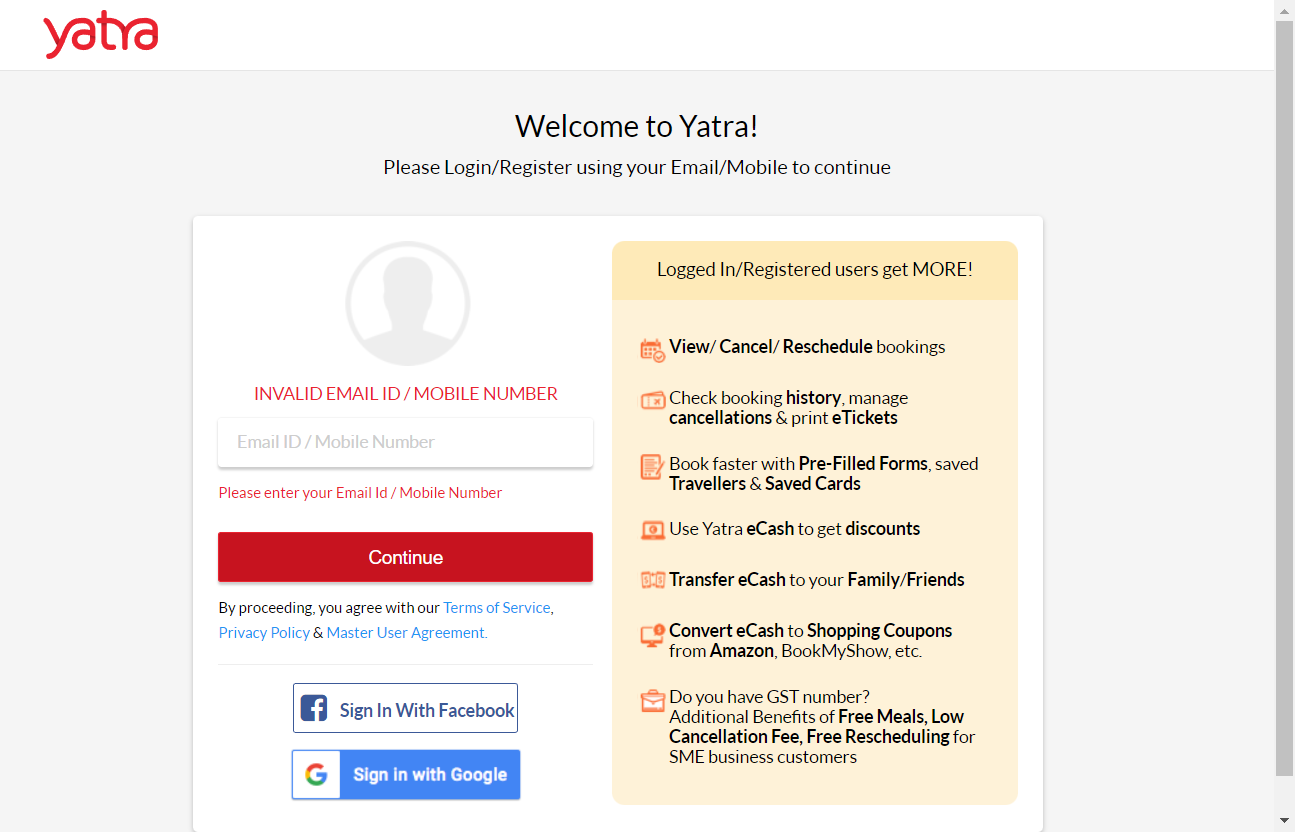 yatra
Welcome to Yatra!
Please Login/Register using your Email/Mobile to continue
INVALID EMAIL ID / MOBILE NUMBER
Email ID / Mobile Number
Please enter your Email Id / Mobile Number
Continue
By proceeding, you agree with our Terms of Service,
Privacy Policy & Master User Agreement.
Sign In With Facebook
Sign in with Google
Logged In/Registered users get MORE!
View/ Cancel/ Reschedule bookings
Check booking history, manage
cancellations & print eTickets
Book faster with Pre-Filled Forms, saved
Travellers & Saved Cards
Use Yatra eCash to get discounts
Transfer eCash to your Family/Friends
Convert eCash to Shopping Coupons
from Amazon, BookMyShow, etc.
Do you have GST number?
Additional Benefits of Free Meals, Low
Cancellation Fee, Free Rescheduling for
SME business customers